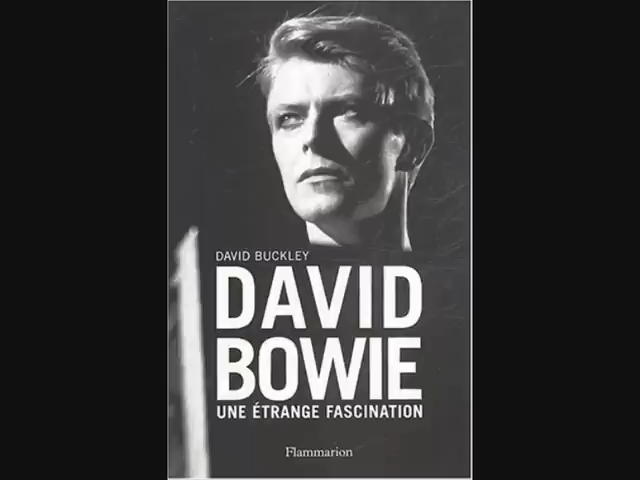 DAVID BUCKLEY
DAVID
BOWIE
UNE ÉTRANGE FASCINATION
Flammarion